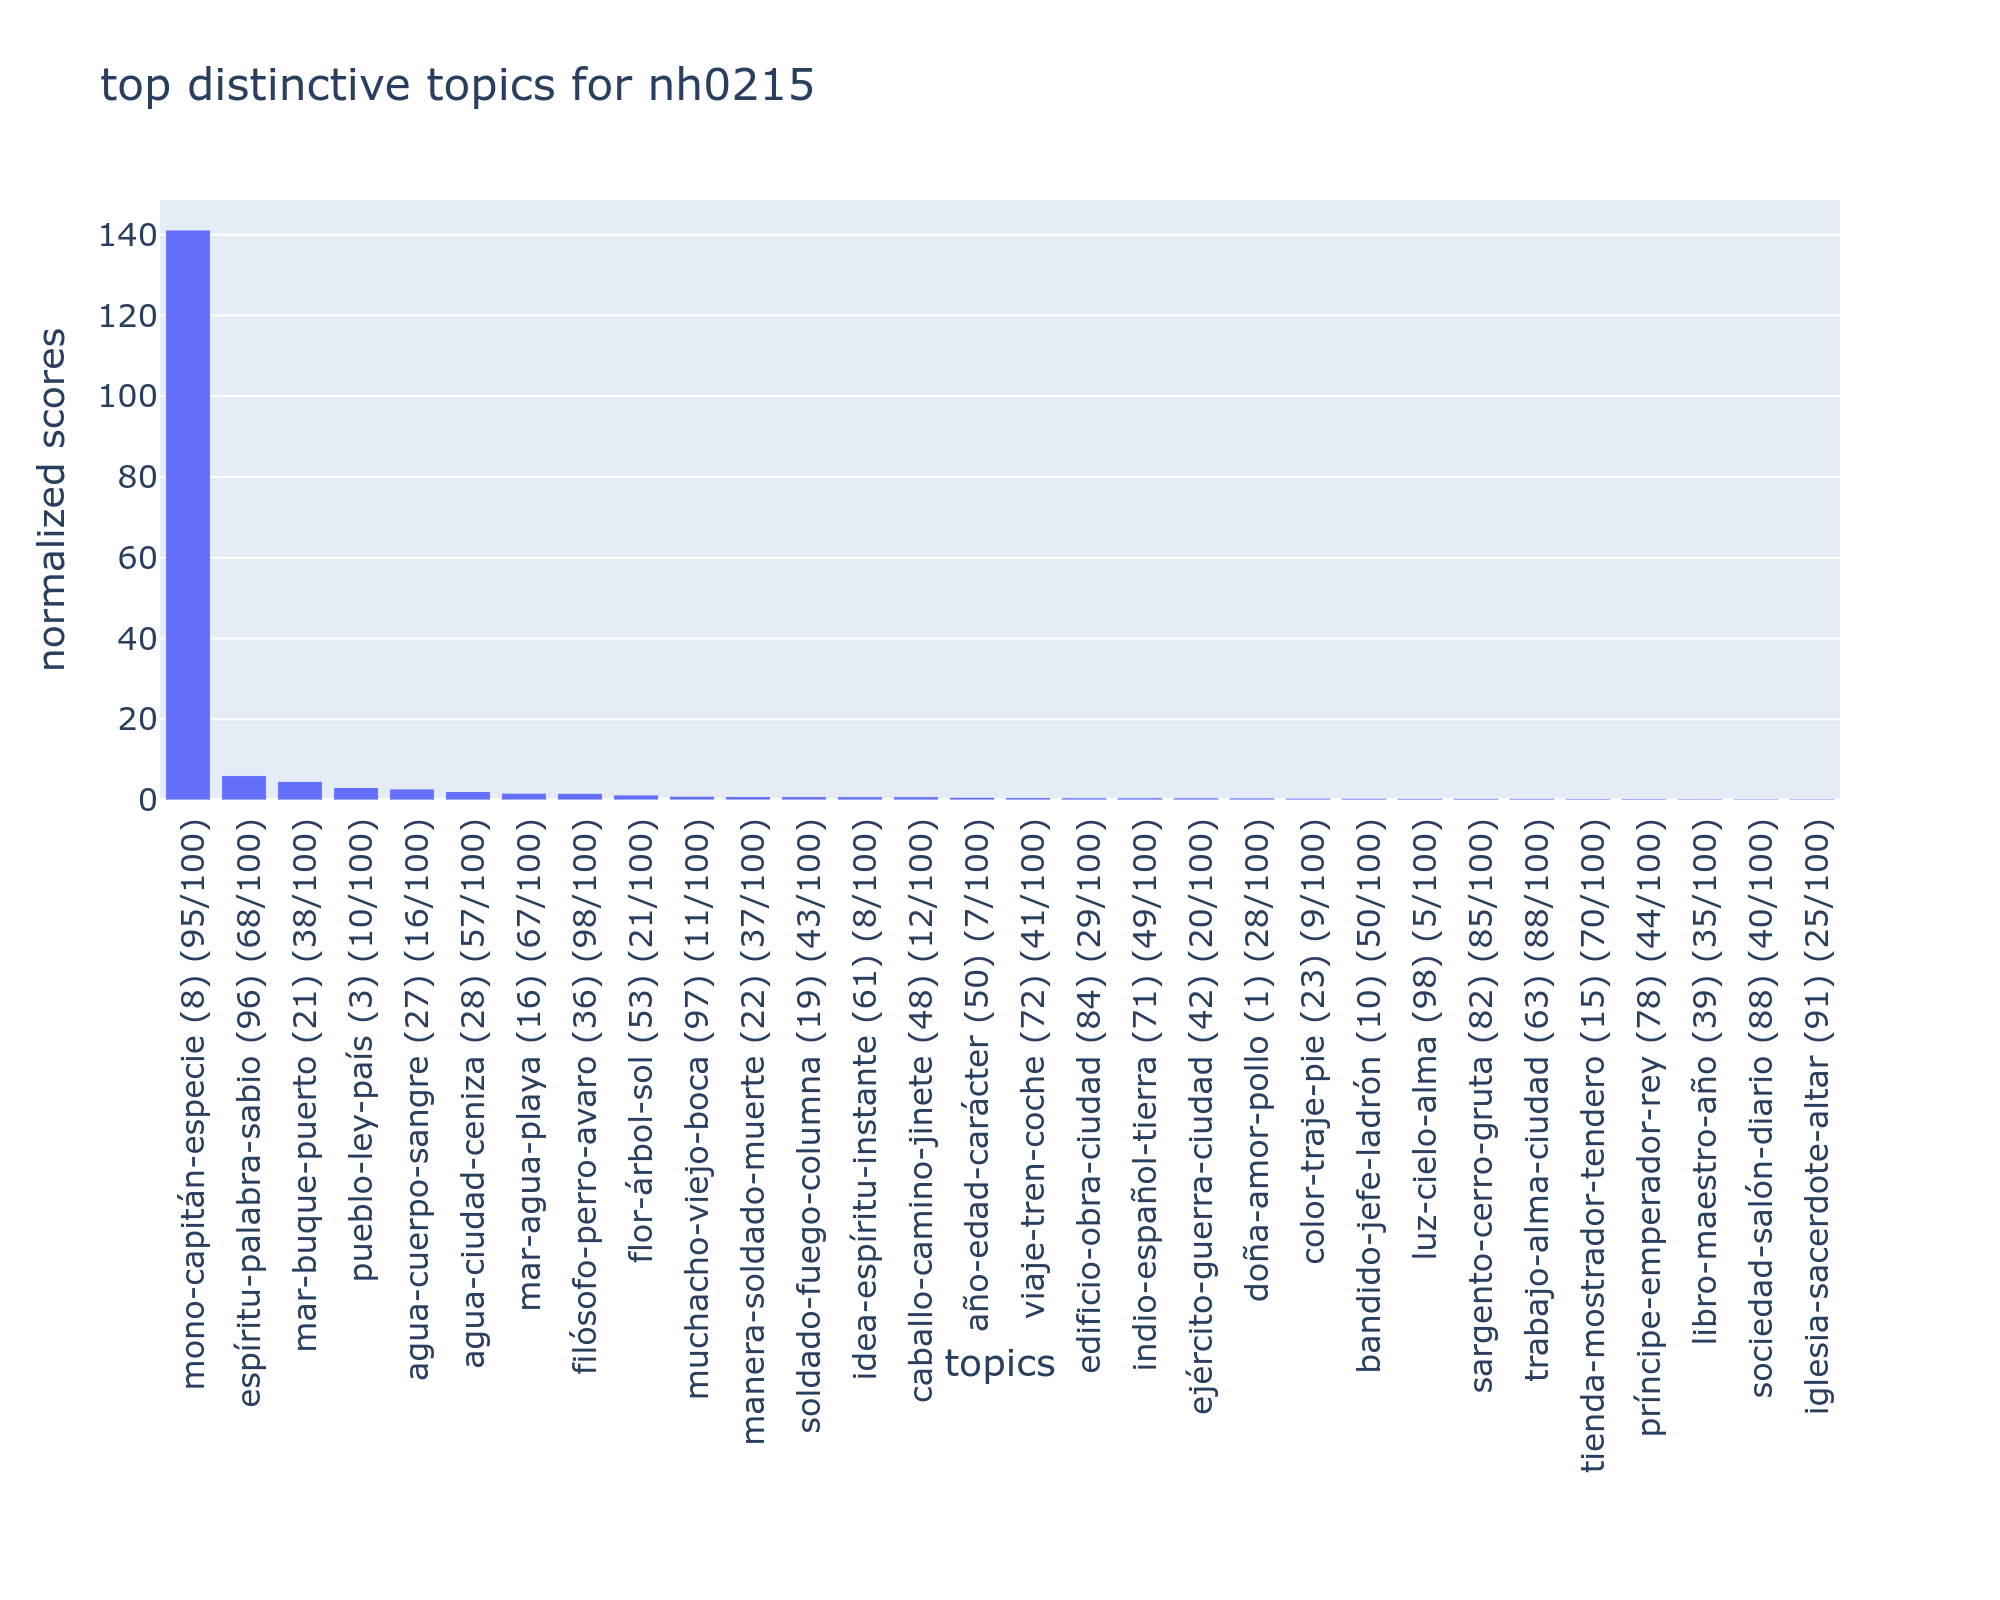 top distinctive topics for nh0215
normalized scores
140
120
100
80
60
40
20
0
mono-capitán-especie (8) (95/100)
espíritu-palabra-sabio (96) (68/100)
mar-buque-puerto (21) (38/100)
pueblo-ley-país (3) (10/100)
agua-cuerpo-sangre (27) (16/100)
agua-ciudad-ceniza (28) (57/100)
mar-agua-playa (16) (67/100)
filósofo-perro-avaro (36) (98/100)
flor-árbol-sol (53) (21/100)
muchacho-viejo-boca (97) (11/100)
manera-soldado-muerte (22) (37/100)
soldado-fuego-columna (19) (43/100)
idea-espíritu-instante (61) (8/100)
caballo-camino-jinete (48) (12/100)
año-edad-carácter (50) (7/100)
viaje-tren-coche (72) (41/100)
edificio-obra-ciudad (84) (29/100)
indio-español-tierra (71) (49/100)
ejército-guerra-ciudad (42) (20/100)
doña-amor-pollo (1) (28/100)
color-traje-pie (23) (9/100)
bandido-jefe-ladrón (10) (50/100)
luz-cielo-alma (98) (5/100)
sargento-cerro-gruta (82) (85/100)
trabajo-alma-ciudad (63) (88/100)
tienda-mostrador-tendero (15) (70/100)
príncipe-emperador-rey (78) (44/100)
libro-maestro-año (39) (35/100)
sociedad-salón-diario (88) (40/100)
iglesia-sacerdote-altar (91) (25/100)
topics